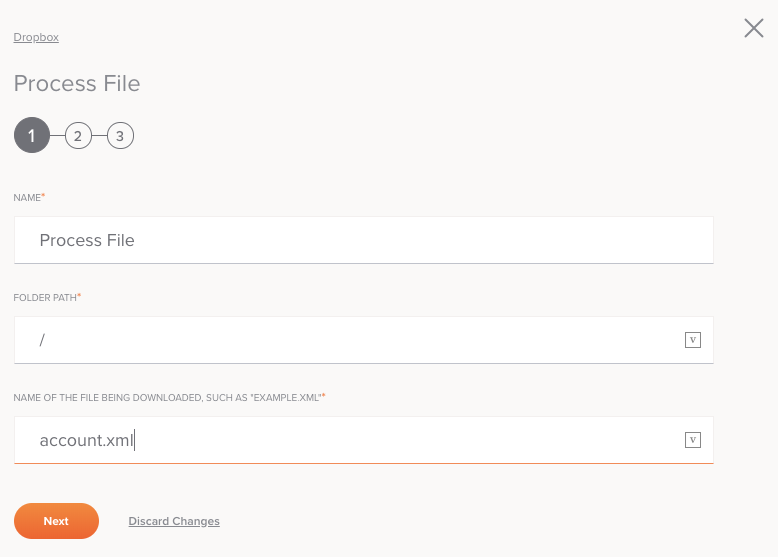 Dropbox
Process File
1 2 3
NAME*
Process File
FOLDER PATH*
/
V
NAME OF THE FILE BEING DOWNLOADED, SUCH AS "EXAMPLE.XML"*
account.xml
V
Next Discard Changes